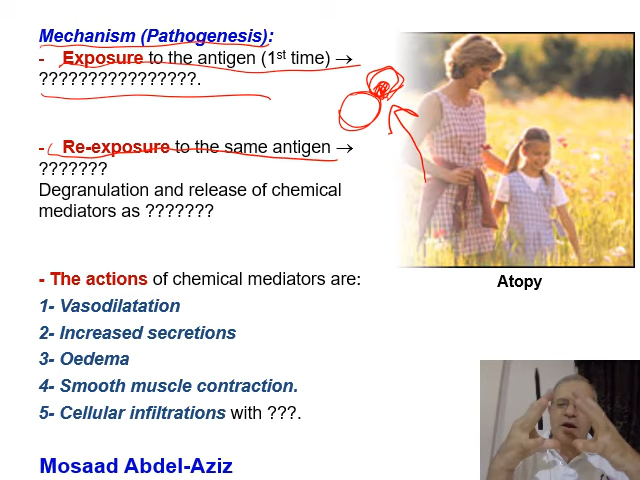 Mechanism (Pathogenesis):
- Exposure to the antigen (1st time) →
????????????????.
- Re-exposure to the same antigen →
???????
Degranulation and release of chemical
mediators as ???????
- The actions of chemical mediators are:
1- Vasodilatation
2- Increased secretions
3- Oedema
4- Smooth muscle contraction.
5- Cellular infiltrations with ???.
Mosaad Abdel-Aziz
Atopy